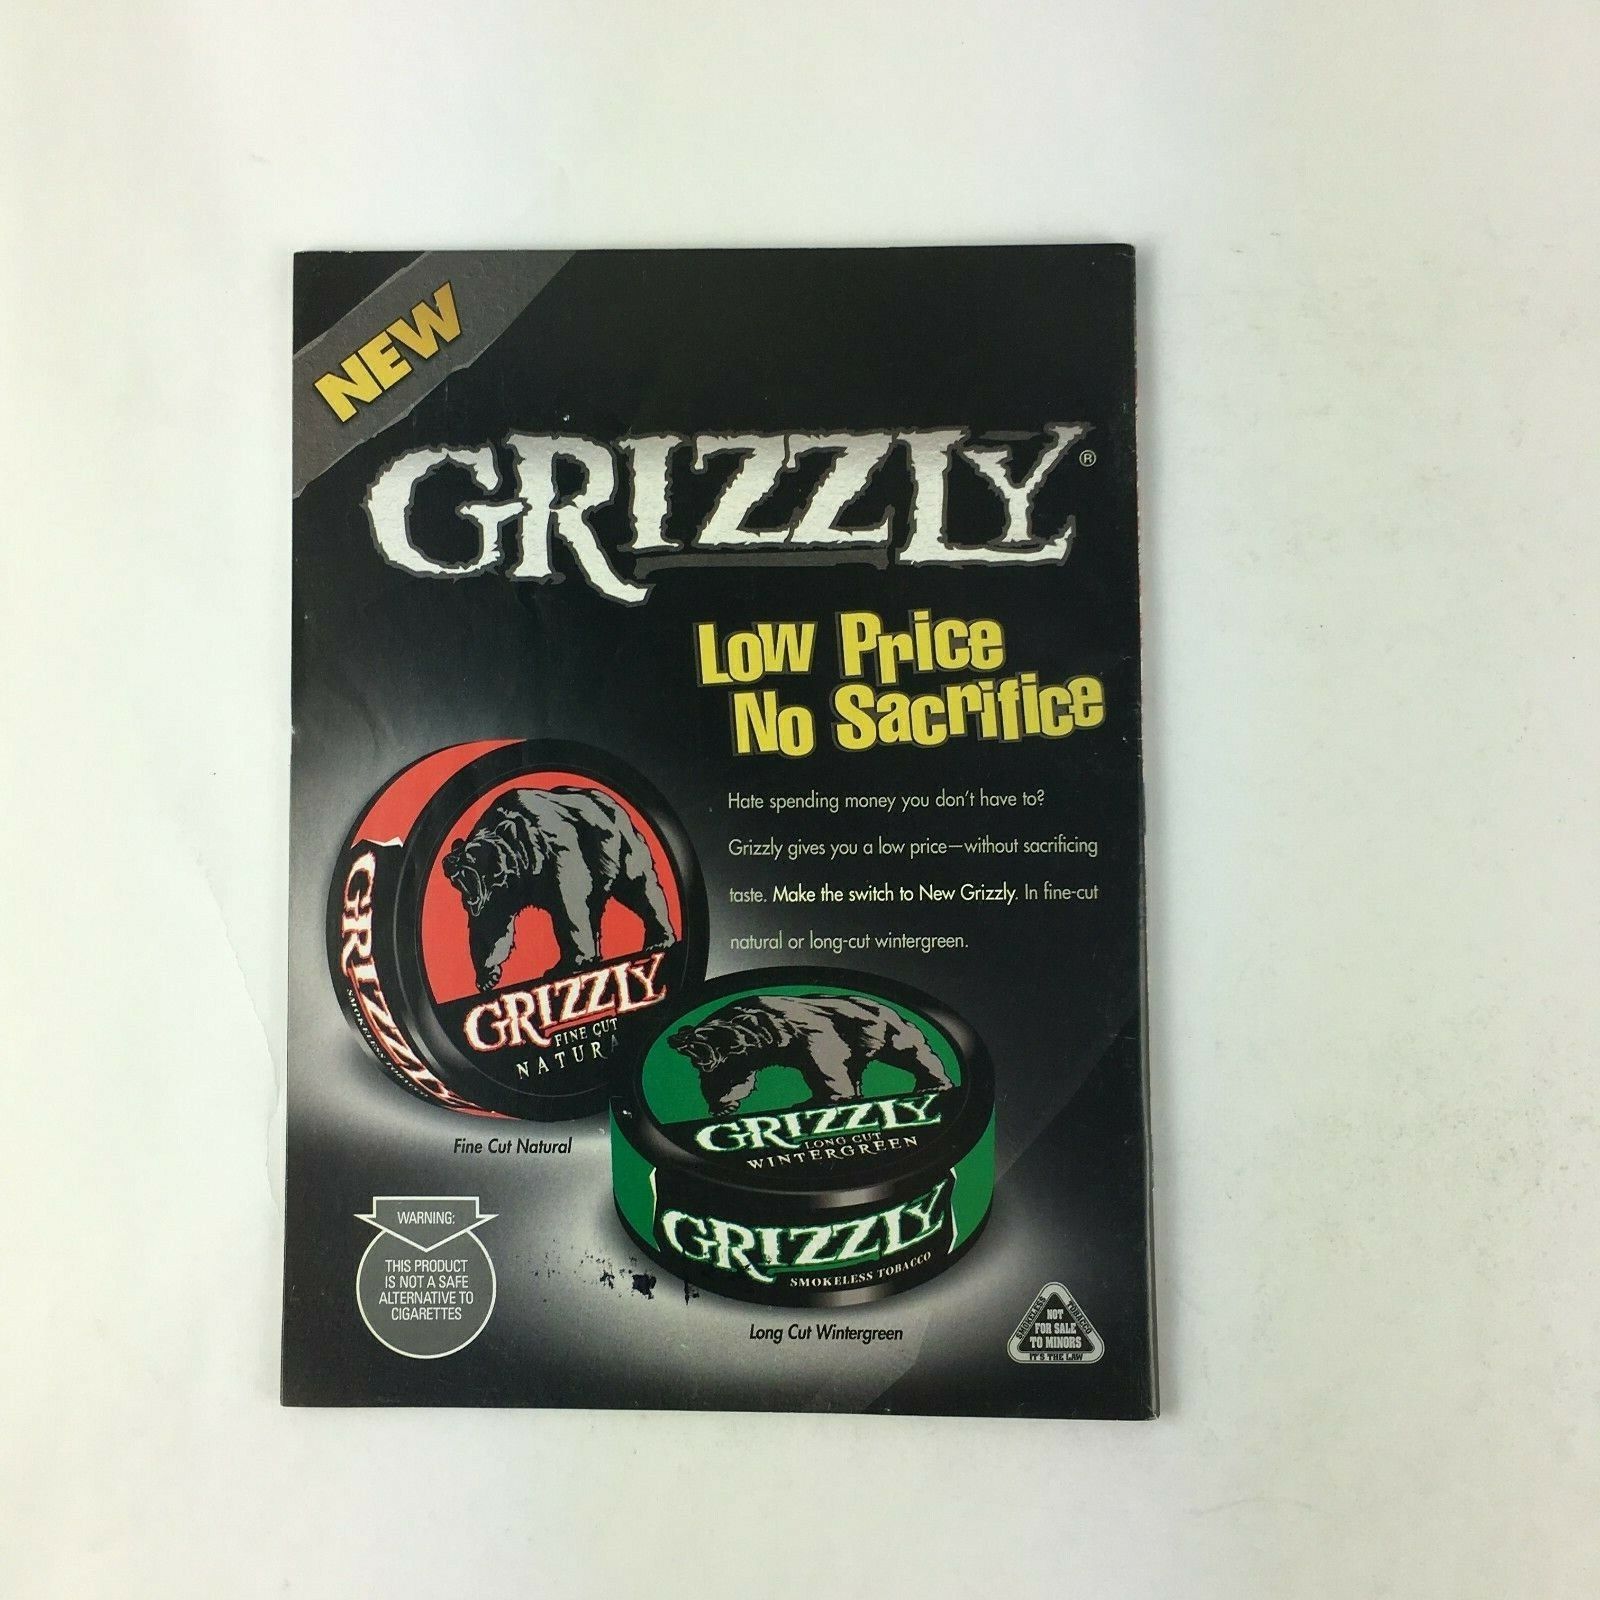 NEW
GRIZZLY®
Low Price
No Sacrifice
Hate spending money you don't have to?
Grizzly gives you a low price—without sacrificing
taste. Make the switch to New Grizzly. In fine-cut
natural or long-cut wintergreen.
GRIZZLY
SMOKELESS TOBACCO
GRIZZLY
FINE CUT
NATURA
Fine Cut Natural
GRIZZLY
LONG CUT
WINTERGREEN
GRIZZLY
SMOKELESS TOBACCO
Long Cut Wintergreen
WARNING:
THIS PRODUCT
IS NOT A SAFE
ALTERNATIVE TO
CIGARETTES
SMOKELESS TOBACCO
NOT
FOR SALE
TO MINORS
IT'S THE LAW